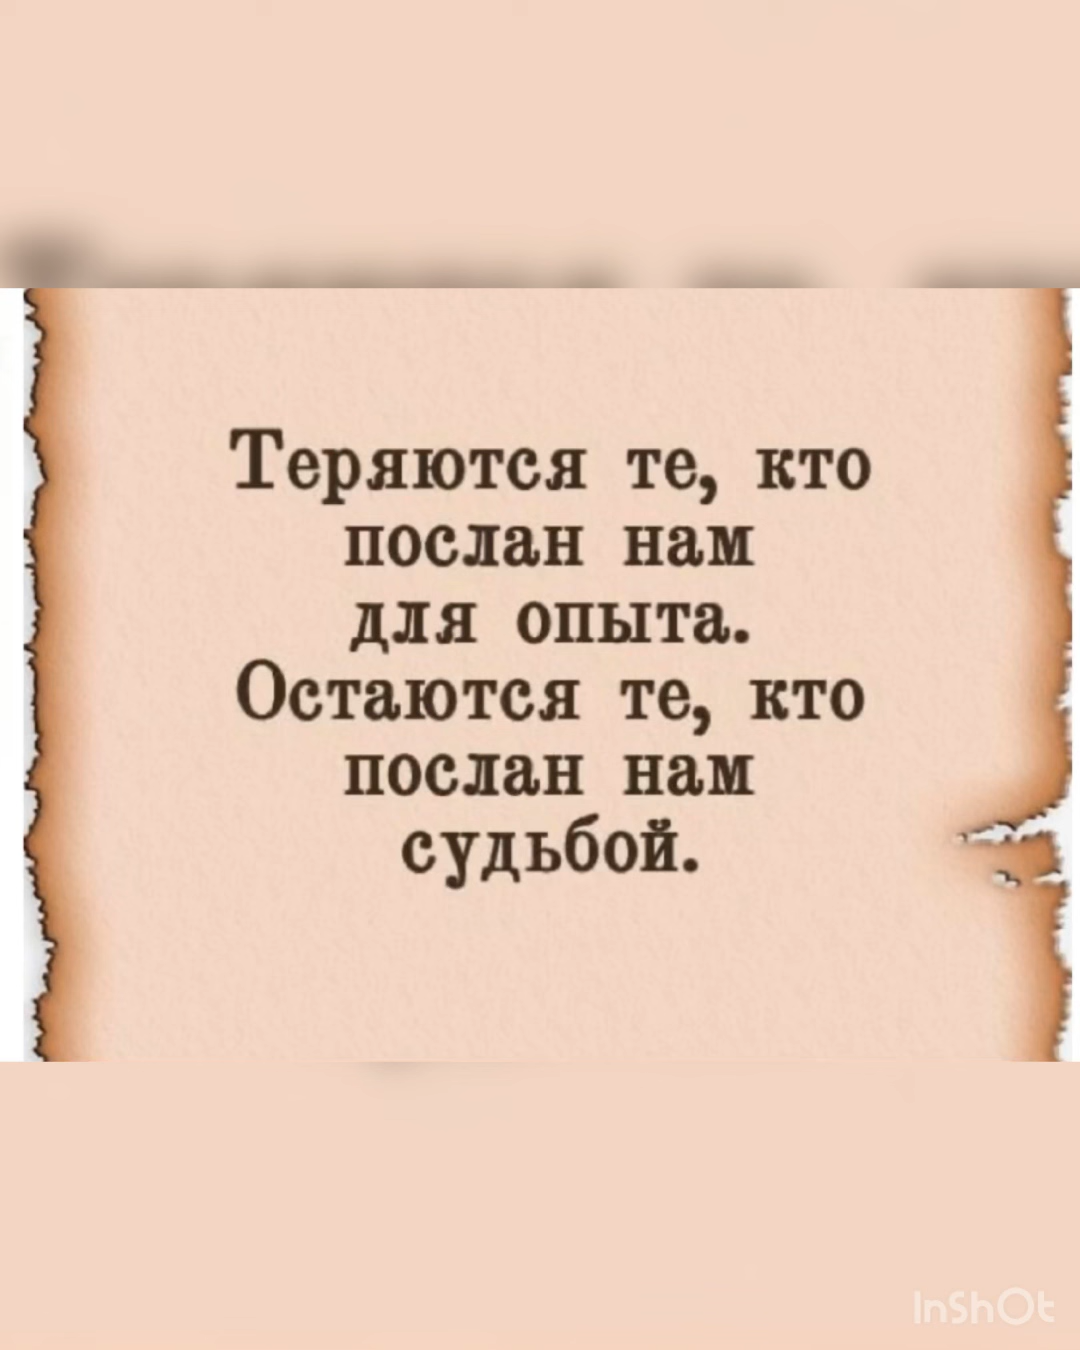 Теряются те, кто
послан нам
для опыта.
Остаются те, кто
послан нам
судьбой.
InShOt